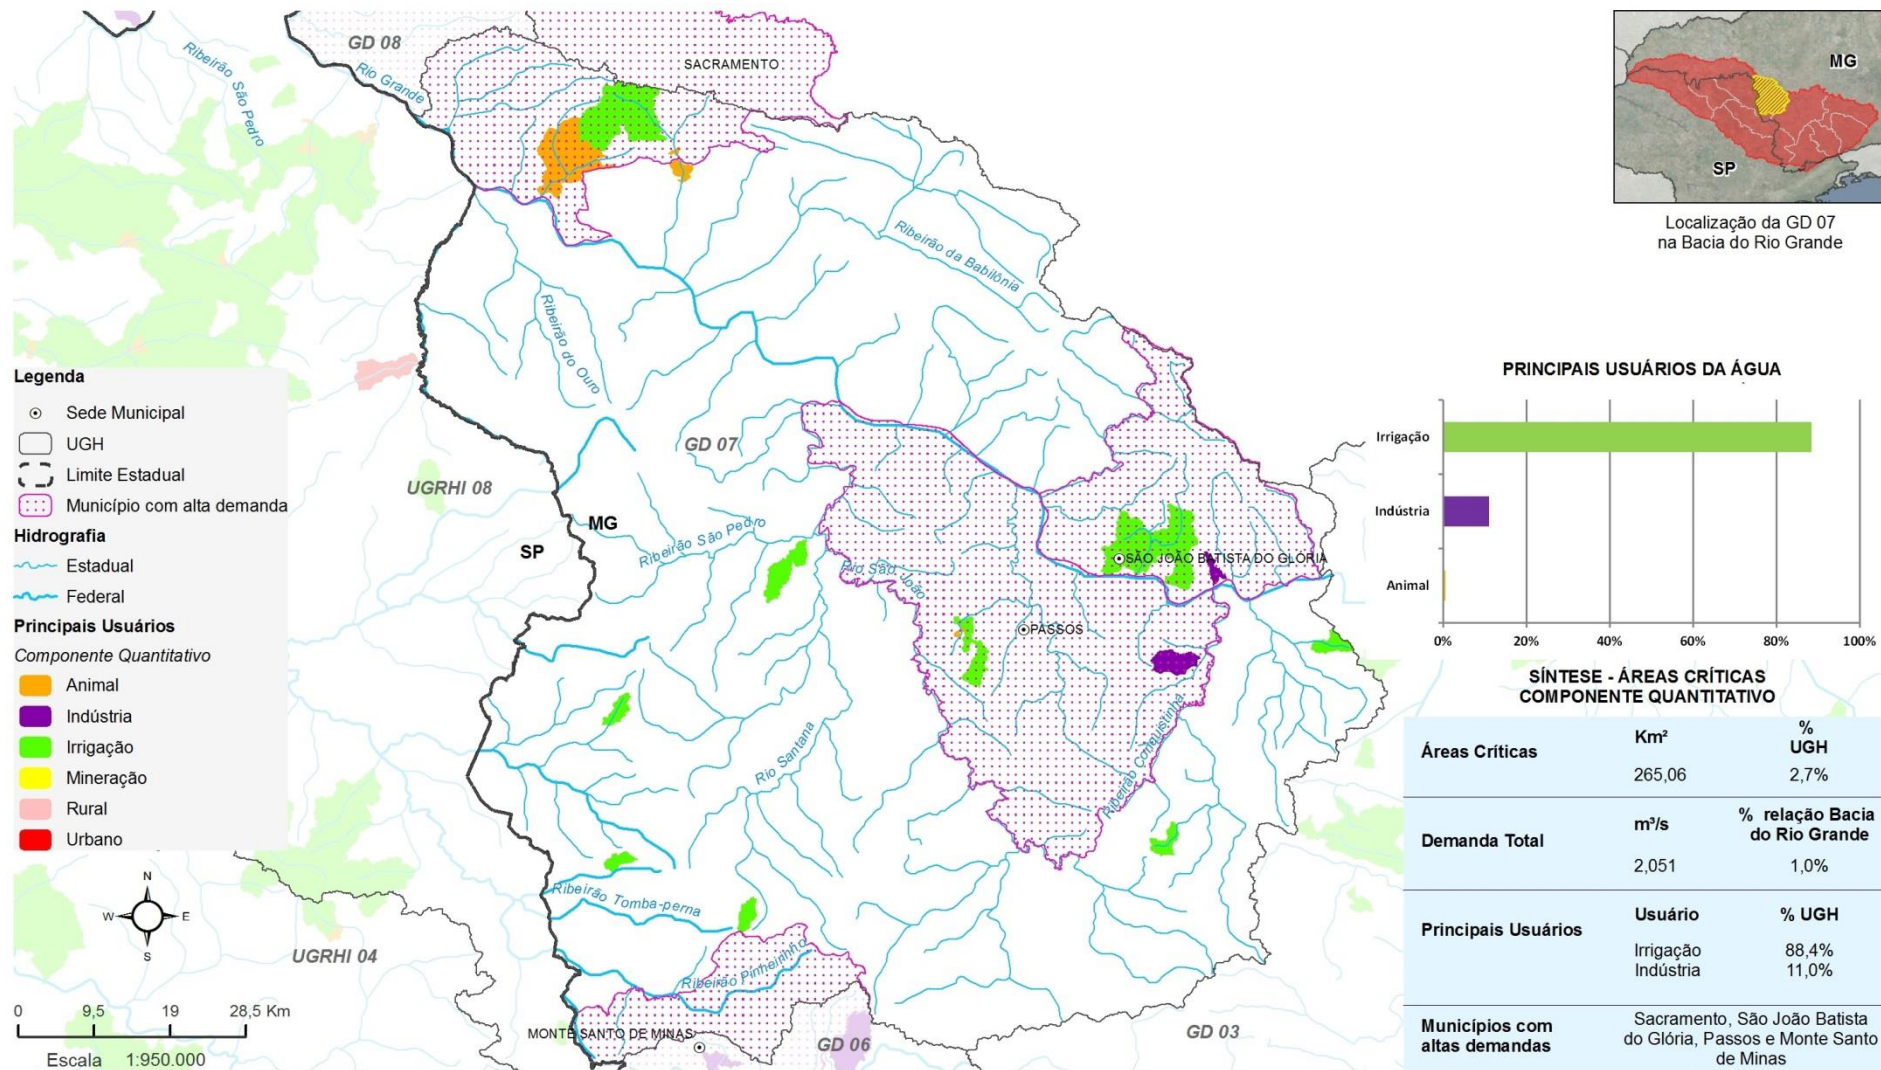 GD 08
Ribeirão São Pedro
Rio Grande
SACRAMENTO
MG
SP
Localização da GD 07
na Bacia do Rio Grande
Ribeirão da Babilônia
Ribeirão do Ouro
GD 07
UGRHI 08
MG
SP
Ribeirão São Pedro
Rio São João
SÃO JOÃO BATISTA DO GLÓRIA
PASSOS
Rio Santana
Ribeirão Conquistinha
Ribeirão Tomba-perna
Ribeirão Pinheirinho
MONTE SANTO DE MINAS
UGRHI 04
GD 06
GD 03
Legenda
Sede Municipal
UGH
Limite Estadual
Município com alta demanda
Hidrografia
Estadual
Federal
Principais Usuários
Componente Quantitativo
Animal
Indústria
Irrigação
Mineração
Rural
Urbano
N
W E
S
0 9,5 19 28,5 Km
Escala 1:950.000
PRINCIPAIS USUÁRIOS DA ÁGUA
Irrigação
Indústria
Animal
0% 20% 40% 60% 80% 100%
SÍNTESE - ÁREAS CRÍTICAS
COMPONENTE QUANTITATIVO
Áreas Críticas
Km² % UGH
265,06 2,7%
Demanda Total
m³/s % relação Bacia do Rio Grande
2,051 1,0%
Principais Usuários
Usuário % UGH
Irrigação 88,4%
Indústria 11,0%
Municípios com
altas demandas
Sacramento, São João Batista
do Glória, Passos e Monte Santo
de Minas